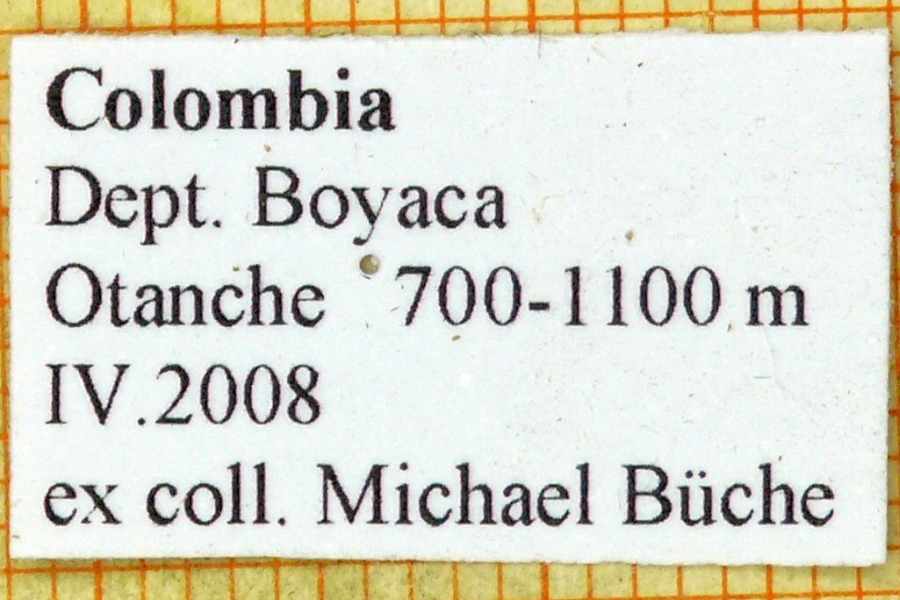 Colombia
Dept. Boyaca
Otanche 700-1100 m
IV.2008
ex coll. Michael Büche